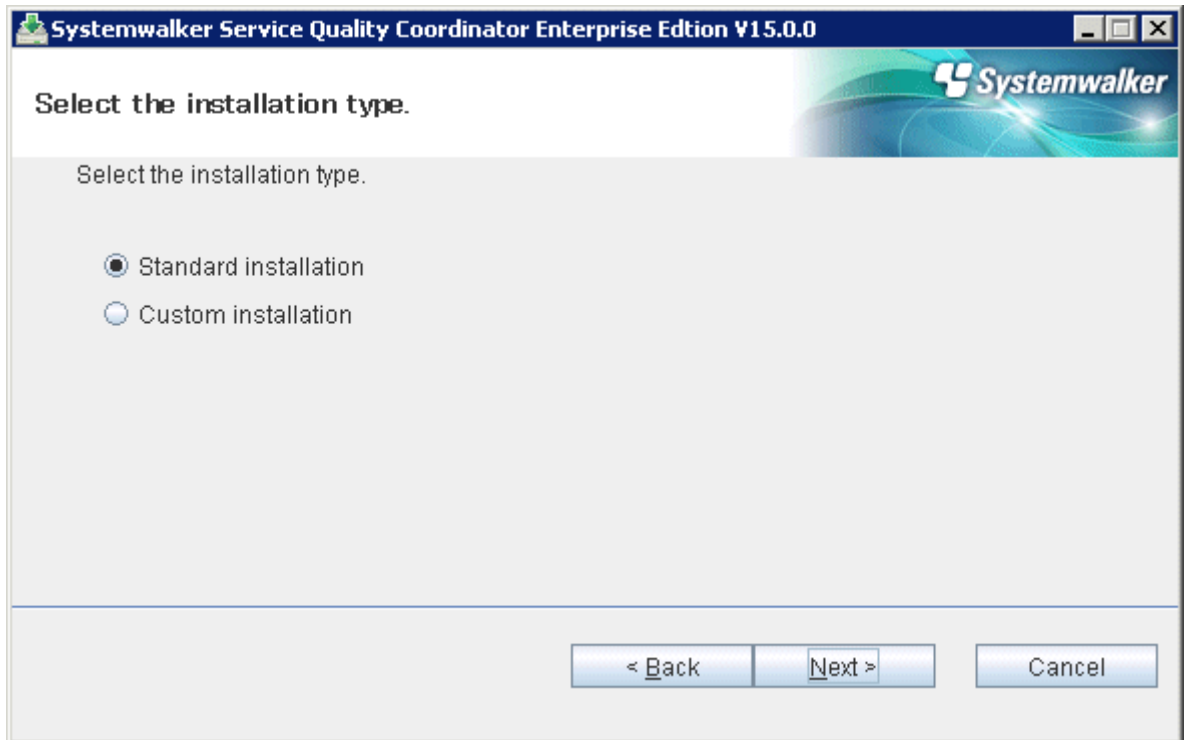 Systemwalker Service Quality Coordinator Enterprise Edtion V15.0.0
Systemwalker
Select the installation type.
Select the installation type.
Standard installation
Custom installation
< Back
Next >
Cancel